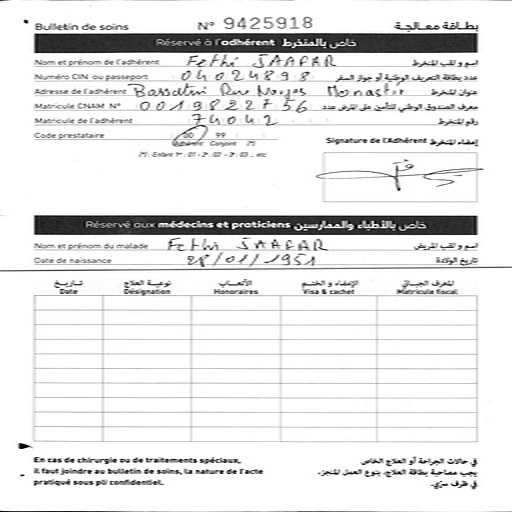 Bulletin de soins N° 9425918 بطاقة معالجة
Réservé à l'adhérent خاص بالمنخرط
Nom et prénom de l'adhérent Fethi JAAFAR اسم و لقب المنخرط
Numéro CIN ou passeport 04024898 عدد بطاقة التعريف الوطنية أو جواز السفر
Adresse de l'adhérent Monastir عنوان المنخرط
Matricule CNAM N° 0019822756 معرف الصندوق الوطني للتأمين على المرض عدد
Matricule de l'adhérent 74042 رقم المنخرط
Code prestataire 00 99 Signature de l'Adhérent إمضاء المنخرط
Adhérent Conjoint (*)
(*) : Enfant 1er : 01 - 2e : 02 - 3e : 03 .. etc
Réservé aux médecins et praticiens خاص بالأطباء والممارسين
Nom et prénom du malade Fethi JAAFAR اسم و لقب المريض
Date de naissance 28/01/1951 تاريخ الولادة
تاريخ نوعية العلاج الأتعاب الإمضاء و الختم المعرف الجبائي
Date Désignation Honoraires Visa & cachet Matricule fiscal
En cas de chirurgie ou de traitements spéciaux, في حالات الجراحة أو العلاج الخاص
il faut joindre au bulletin de soins, la nature de l'acte يجب مصاحبة بطاقة العلاج، بنوع العمل المنجز،
pratiqué sous pli confidentiel. في ظرف سري.